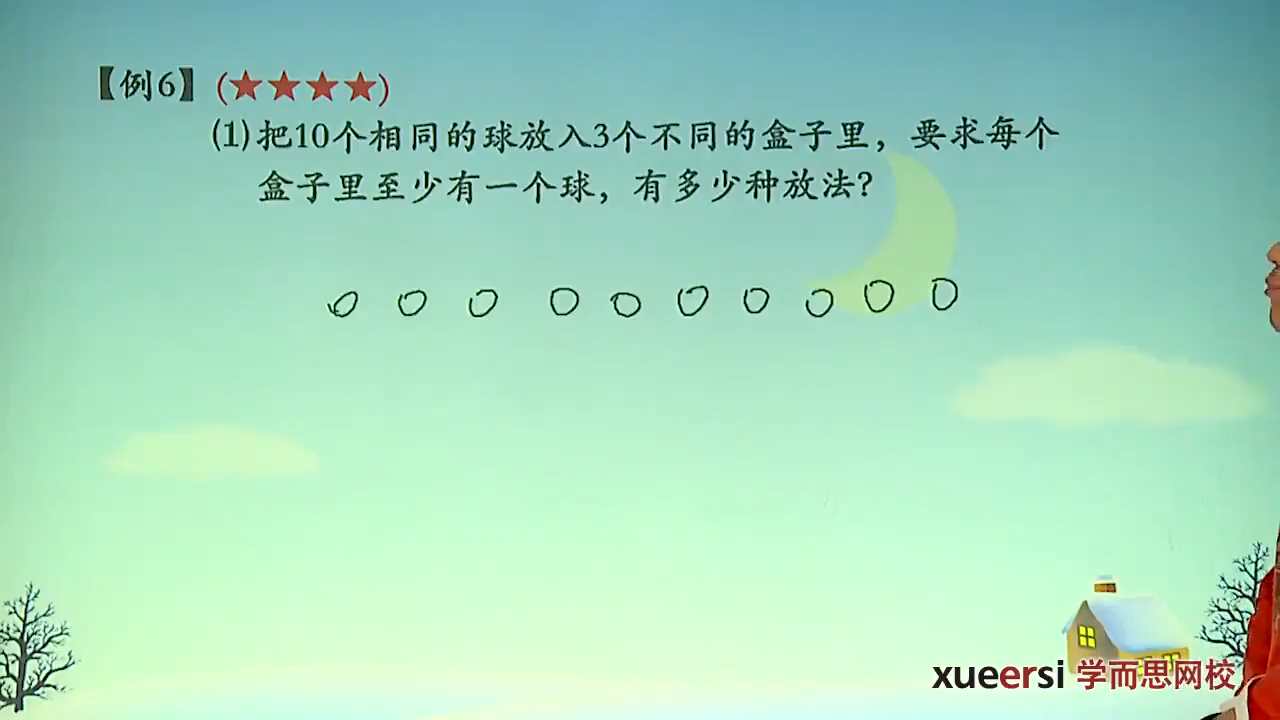 【例6】(★★★★)
(1)把10个相同的球放入3个不同的盒子里，要求每个
盒子里至少有一个球，有多少种放法？
xueersi 学而思网校